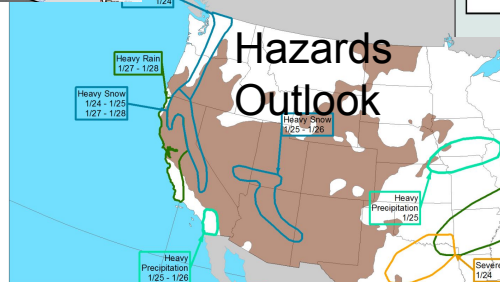 1/24
Hazards
Outlook
Heavy Rain
1/27 - 1/28
Heavy Snow
1/24 - 1/25
1/27 - 1/28
Heavy Snow
1/25 - 1/26
Heavy
Precipitation
1/25
Heavy
Precipitation
1/25 - 1/26
Severe
1/24